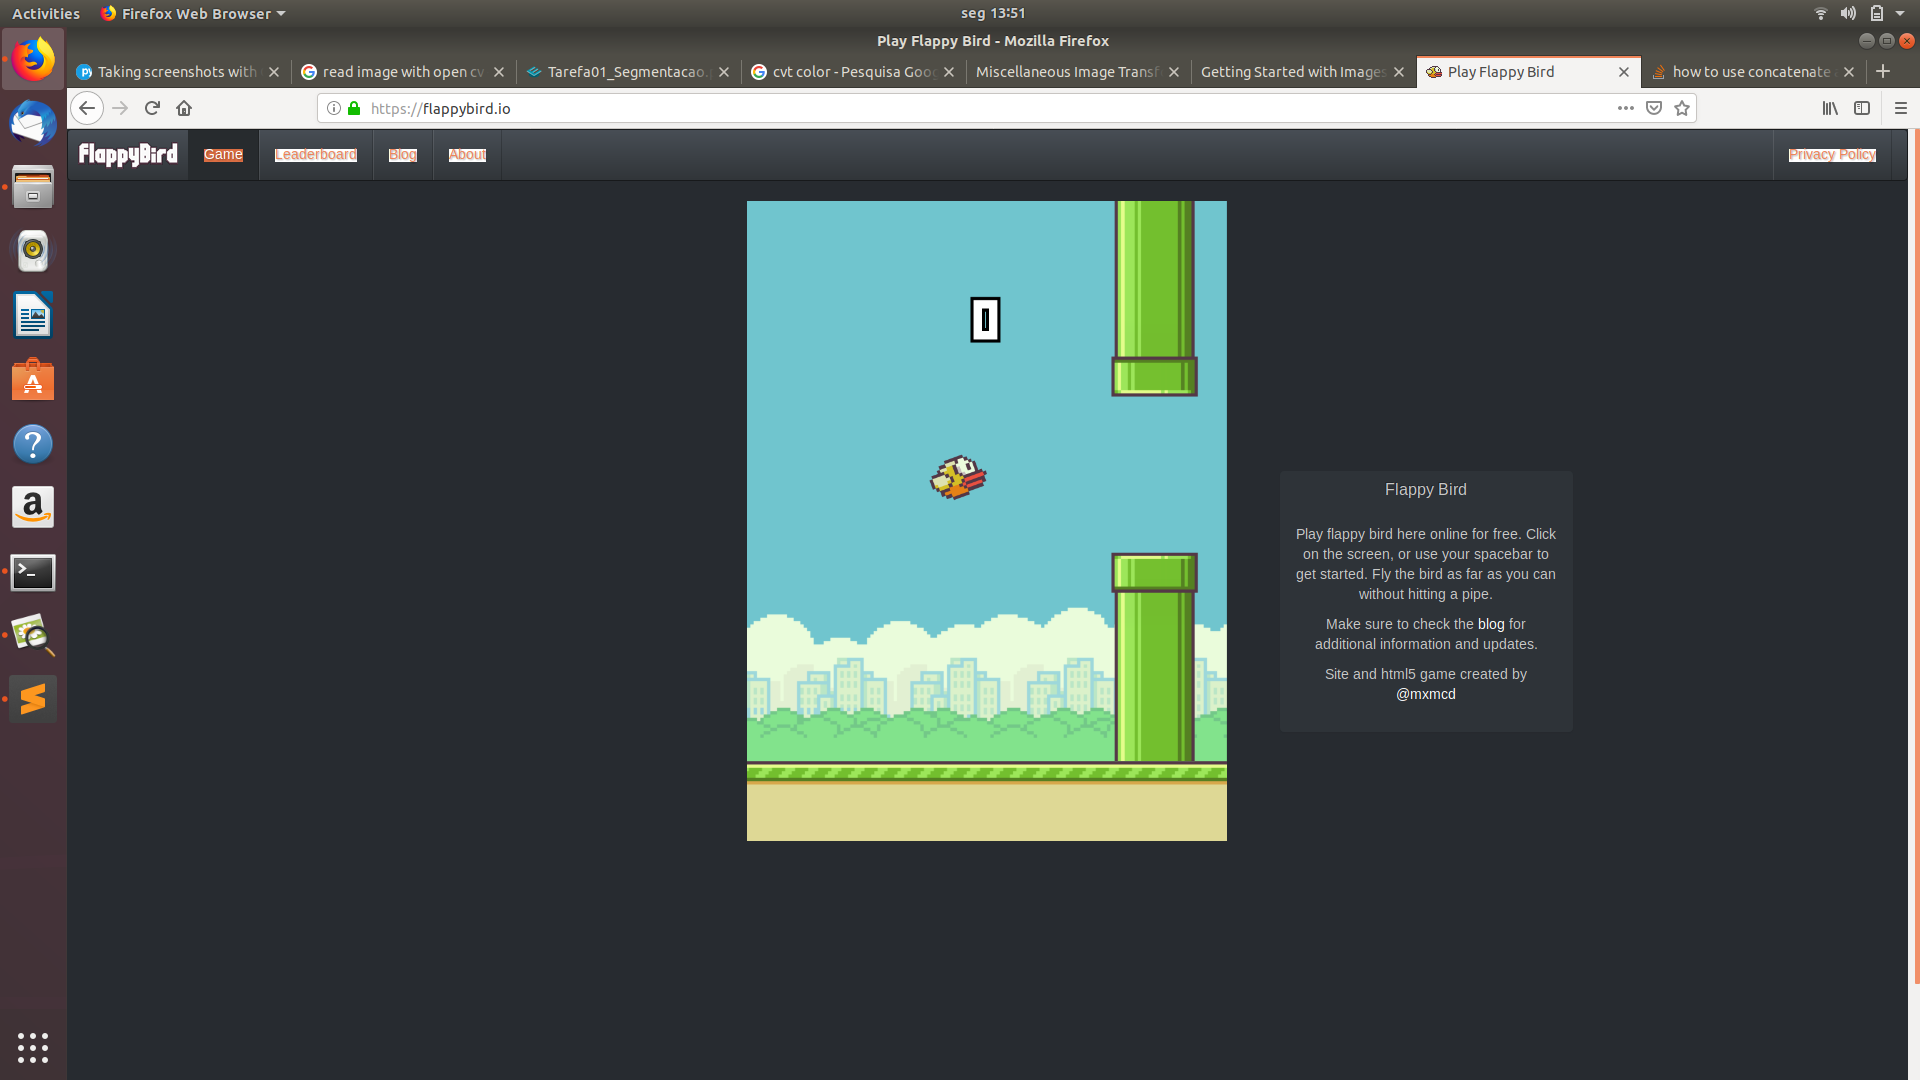 Activities
Firefox Web Browser
seg 13:51
Play Flappy Bird - Mozilla Firefox
Taking screenshots with
read image with open cv
Tarefa01_Segmentacao.
cvt color - Pesquisa Goog
Miscellaneous Image Transf
Getting Started with Images
Play Flappy Bird
how to use concatenate
https://flappybird.io
FlappyBird
Game
Leaderboard
Blog
About
Privacy Policy
0
Flappy Bird
Play flappy bird here online for free. Click
on the screen, or use your spacebar to
get started. Fly the bird as far as you can
without hitting a pipe.
Make sure to check the blog for
additional information and updates.
Site and html5 game created by
@mxmcd